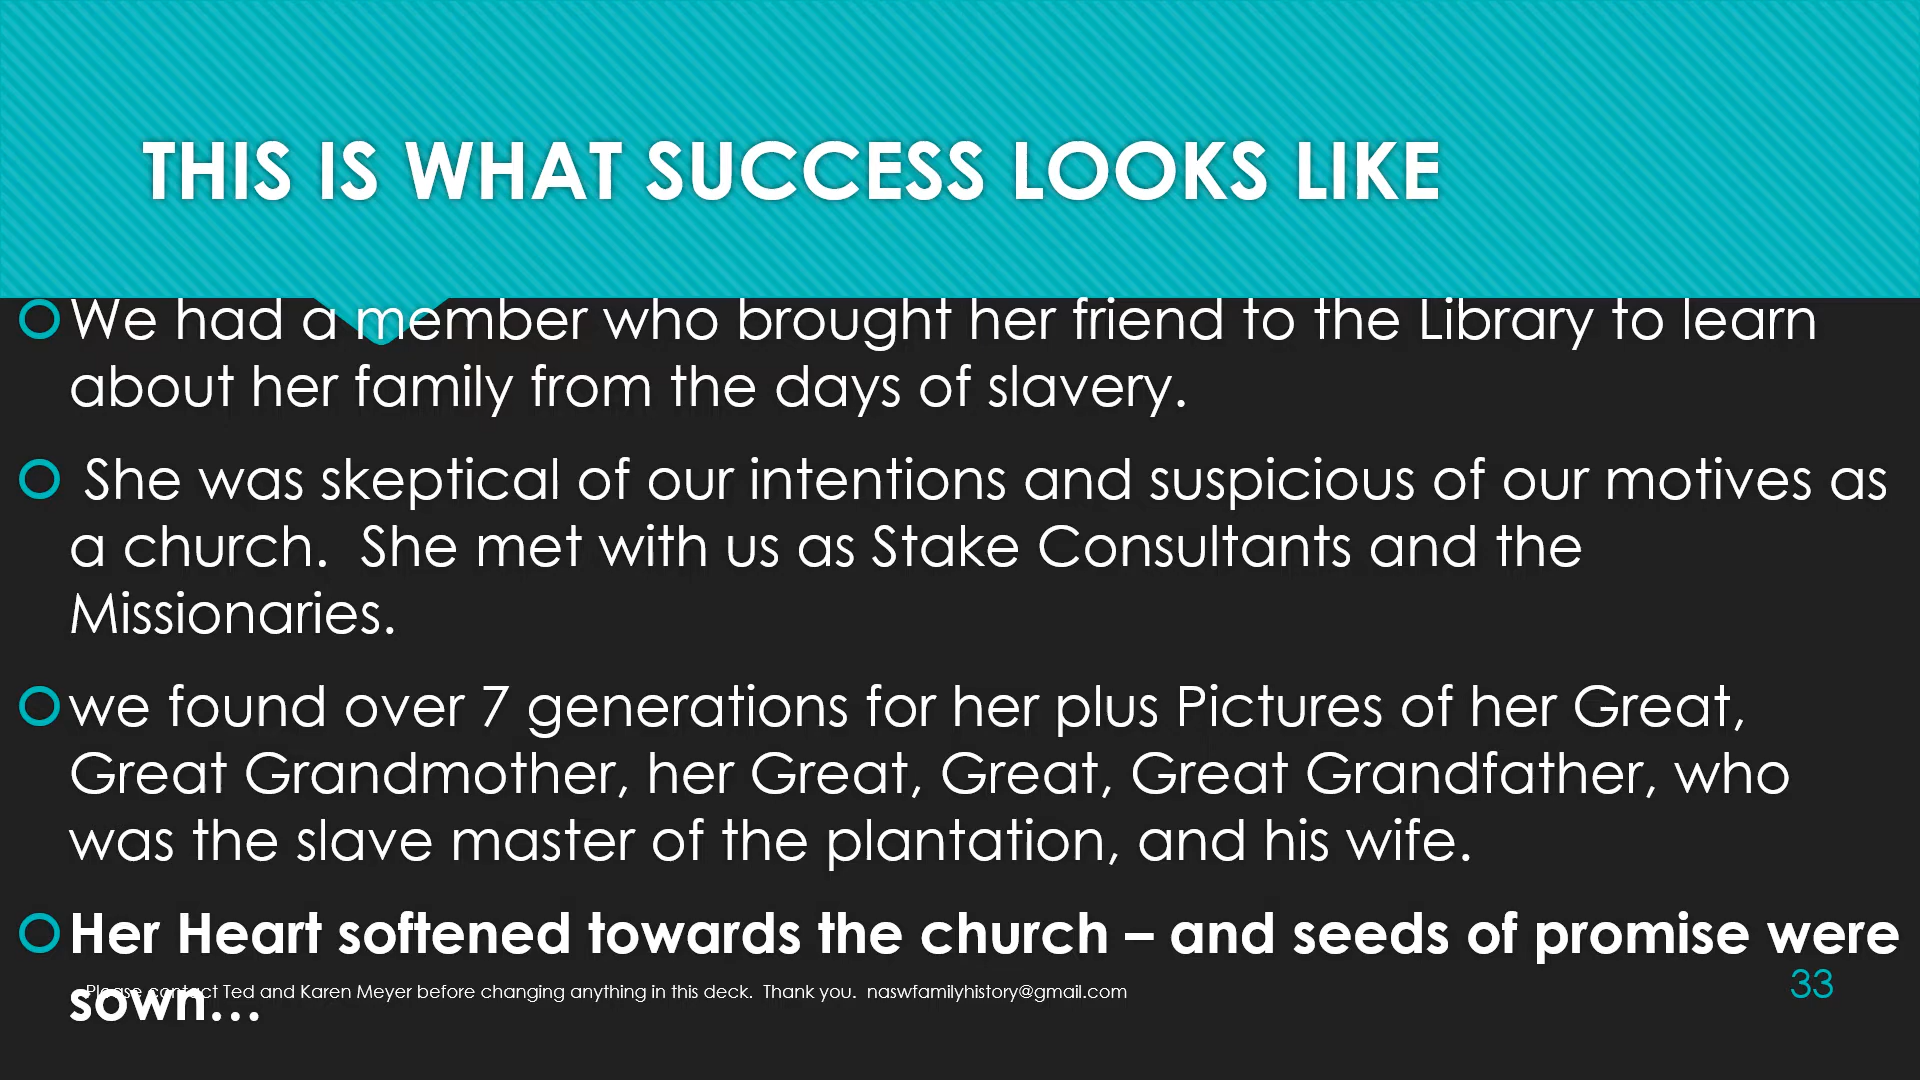 THIS IS WHAT SUCCESS LOOKS LIKE
We had a member who brought her friend to the Library to learn
about her family from the days of slavery.
She was skeptical of our intentions and suspicious of our motives as
a church.  She met with us as Stake Consultants and the
Missionaries.
we found over 7 generations for her plus Pictures of her Great,
Great Grandmother, her Great, Great, Great Grandfather, who
was the slave master of the plantation, and his wife.
Her Heart softened towards the church – and seeds of promise were
sown…
Please contact Ted and Karen Meyer before changing anything in this deck.  Thank you.  naswfamilyhistory@gmail.com
33